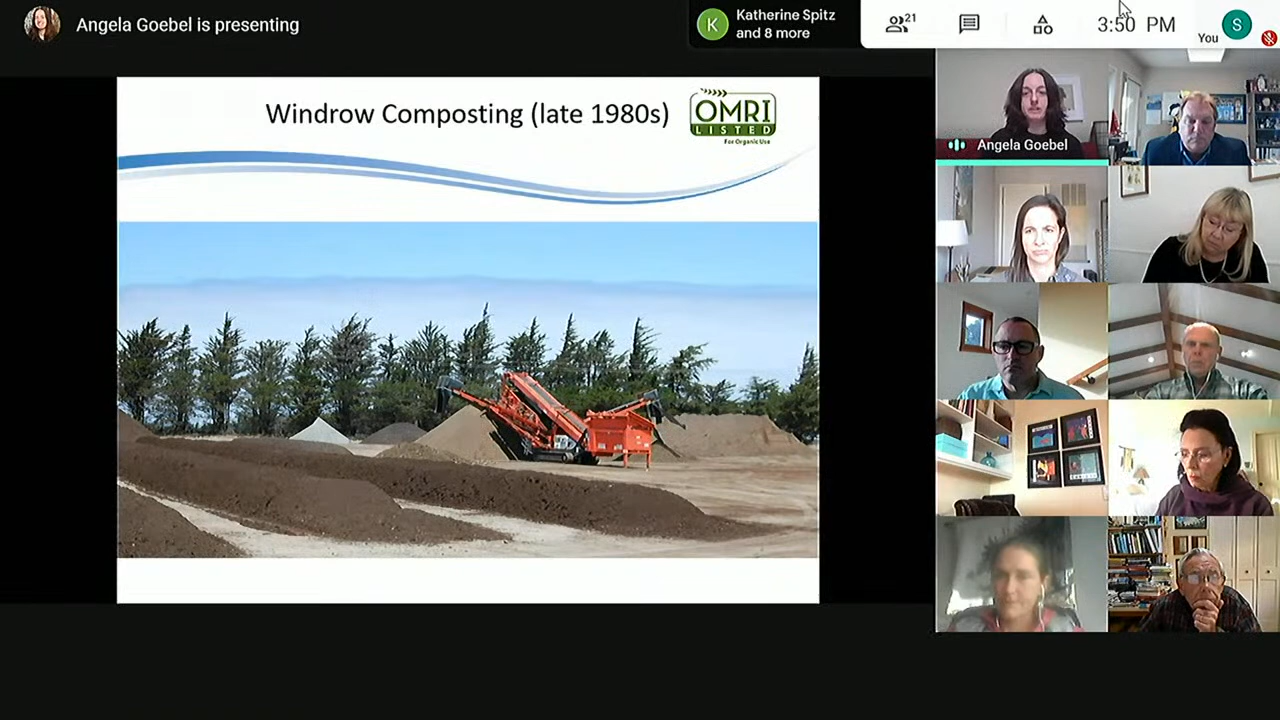 Angela Goebel is presenting
K
Katherine Spitz
and 8 more
21
3:50 PM
You
S
Windrow Composting (late 1980s)
OMRI
LISTED
For Organic Use
Angela Goebel